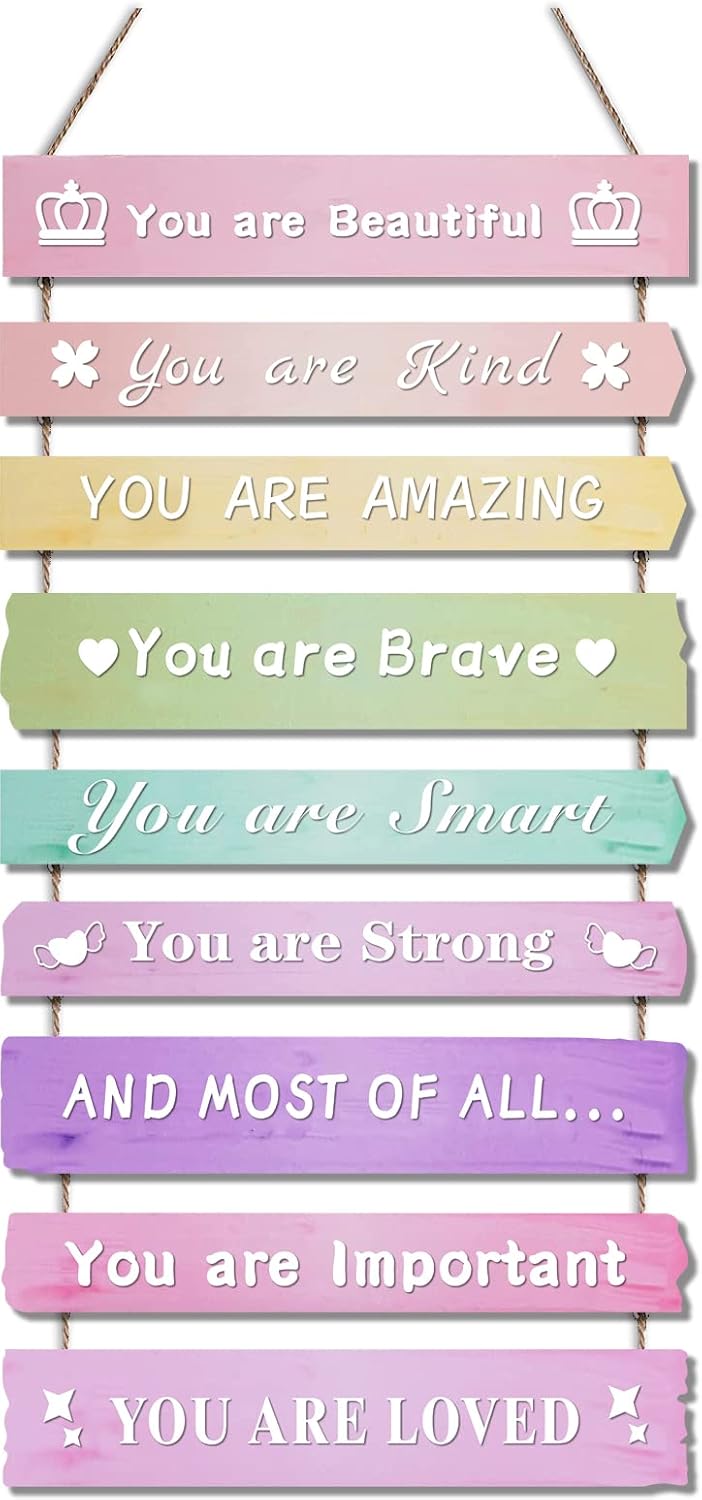 You are Beautiful
You are Kind
YOU ARE AMAZING
You are Brave
You are Smart
You are Strong
AND MOST OF ALL...
You are Important
YOU ARE LOVED